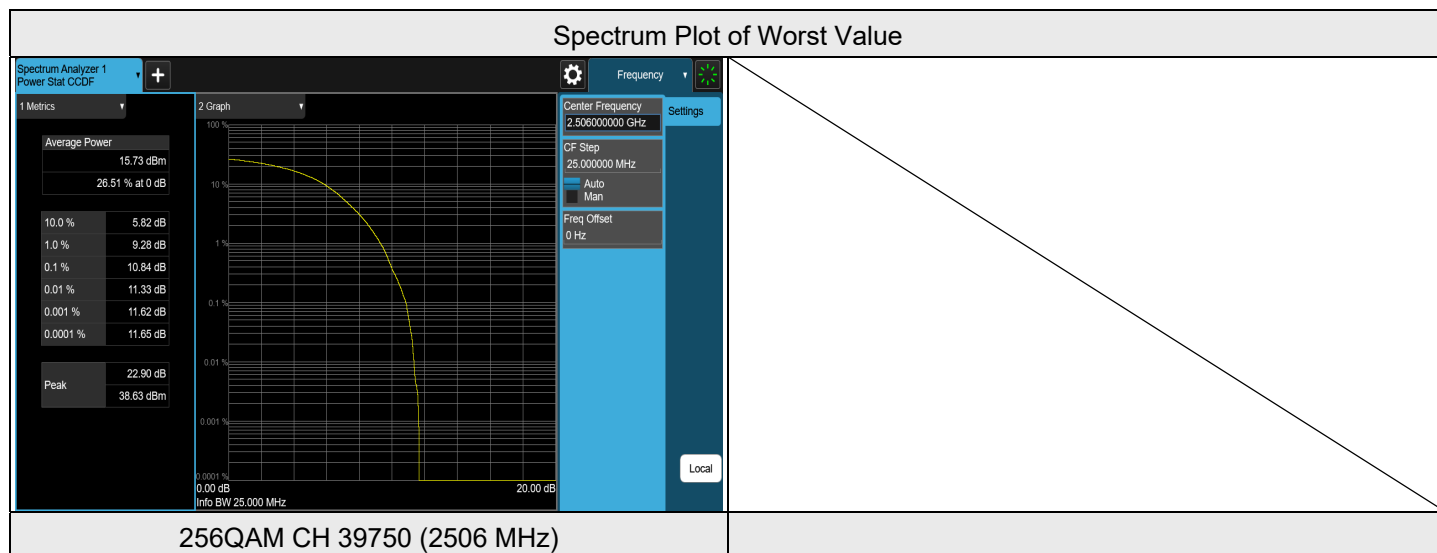 Spectrum Plot of Worst Value
Spectrum Analyzer 1
Power Stat CCDF
+
Frequency
1 Metrics
2 Graph
Average Power
15.73 dBm
26.51 % at 0 dB
10.0 % 5.82 dB
1.0 % 9.28 dB
0.1 % 10.84 dB
0.01 % 11.33 dB
0.001 % 11.62 dB
0.0001 % 11.65 dB
Peak
22.90 dB
38.63 dBm
100 %
10 %
1 %
0.1 %
0.01 %
0.001 %
0.0001 %
0.00 dB 20.00 dB
Info BW 25.000 MHz
Center Frequency
2.506000000 GHz
CF Step
25.000000 MHz
Auto
Man
Freq Offset
0 Hz
Settings
Local
256QAM CH 39750 (2506 MHz)